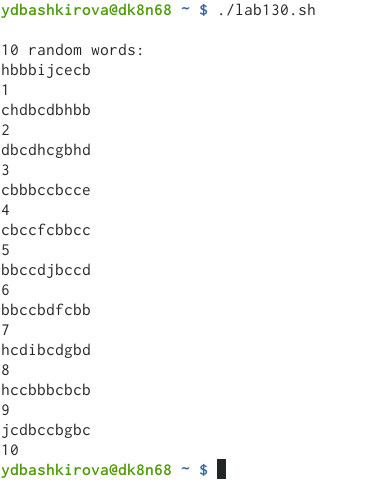 ydbashkirova@dk8n68 ~ $ ./lab130.sh
10 random words:
hbbbijcecb
1
chdbcdbhbb
2
dbcdhcgbhd
3
cbbbccbcce
4
cbccfcbbcc
5
bbccdjbccd
6
bbccbdfcbb
7
hcdibcdgbd
8
hccbbbcbcb
9
jcdbccbgbc
10
ydbashkirova@dk8n68 ~ $